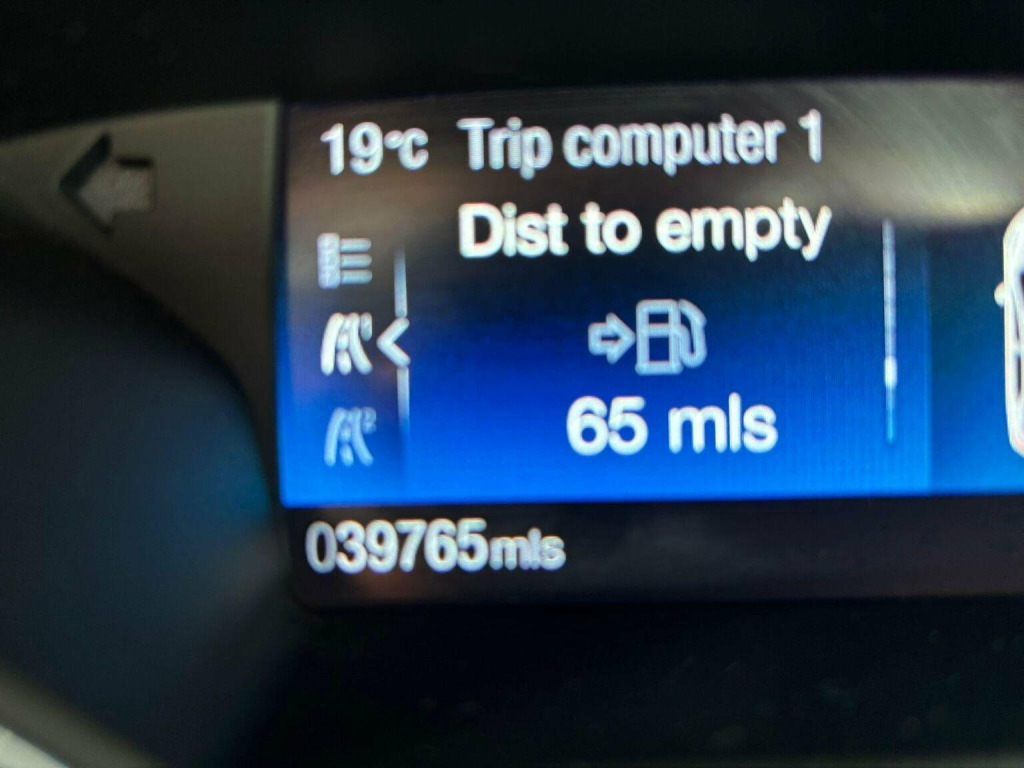 19°C Trip computer 1
Dist to empty
65 mls
039765mls